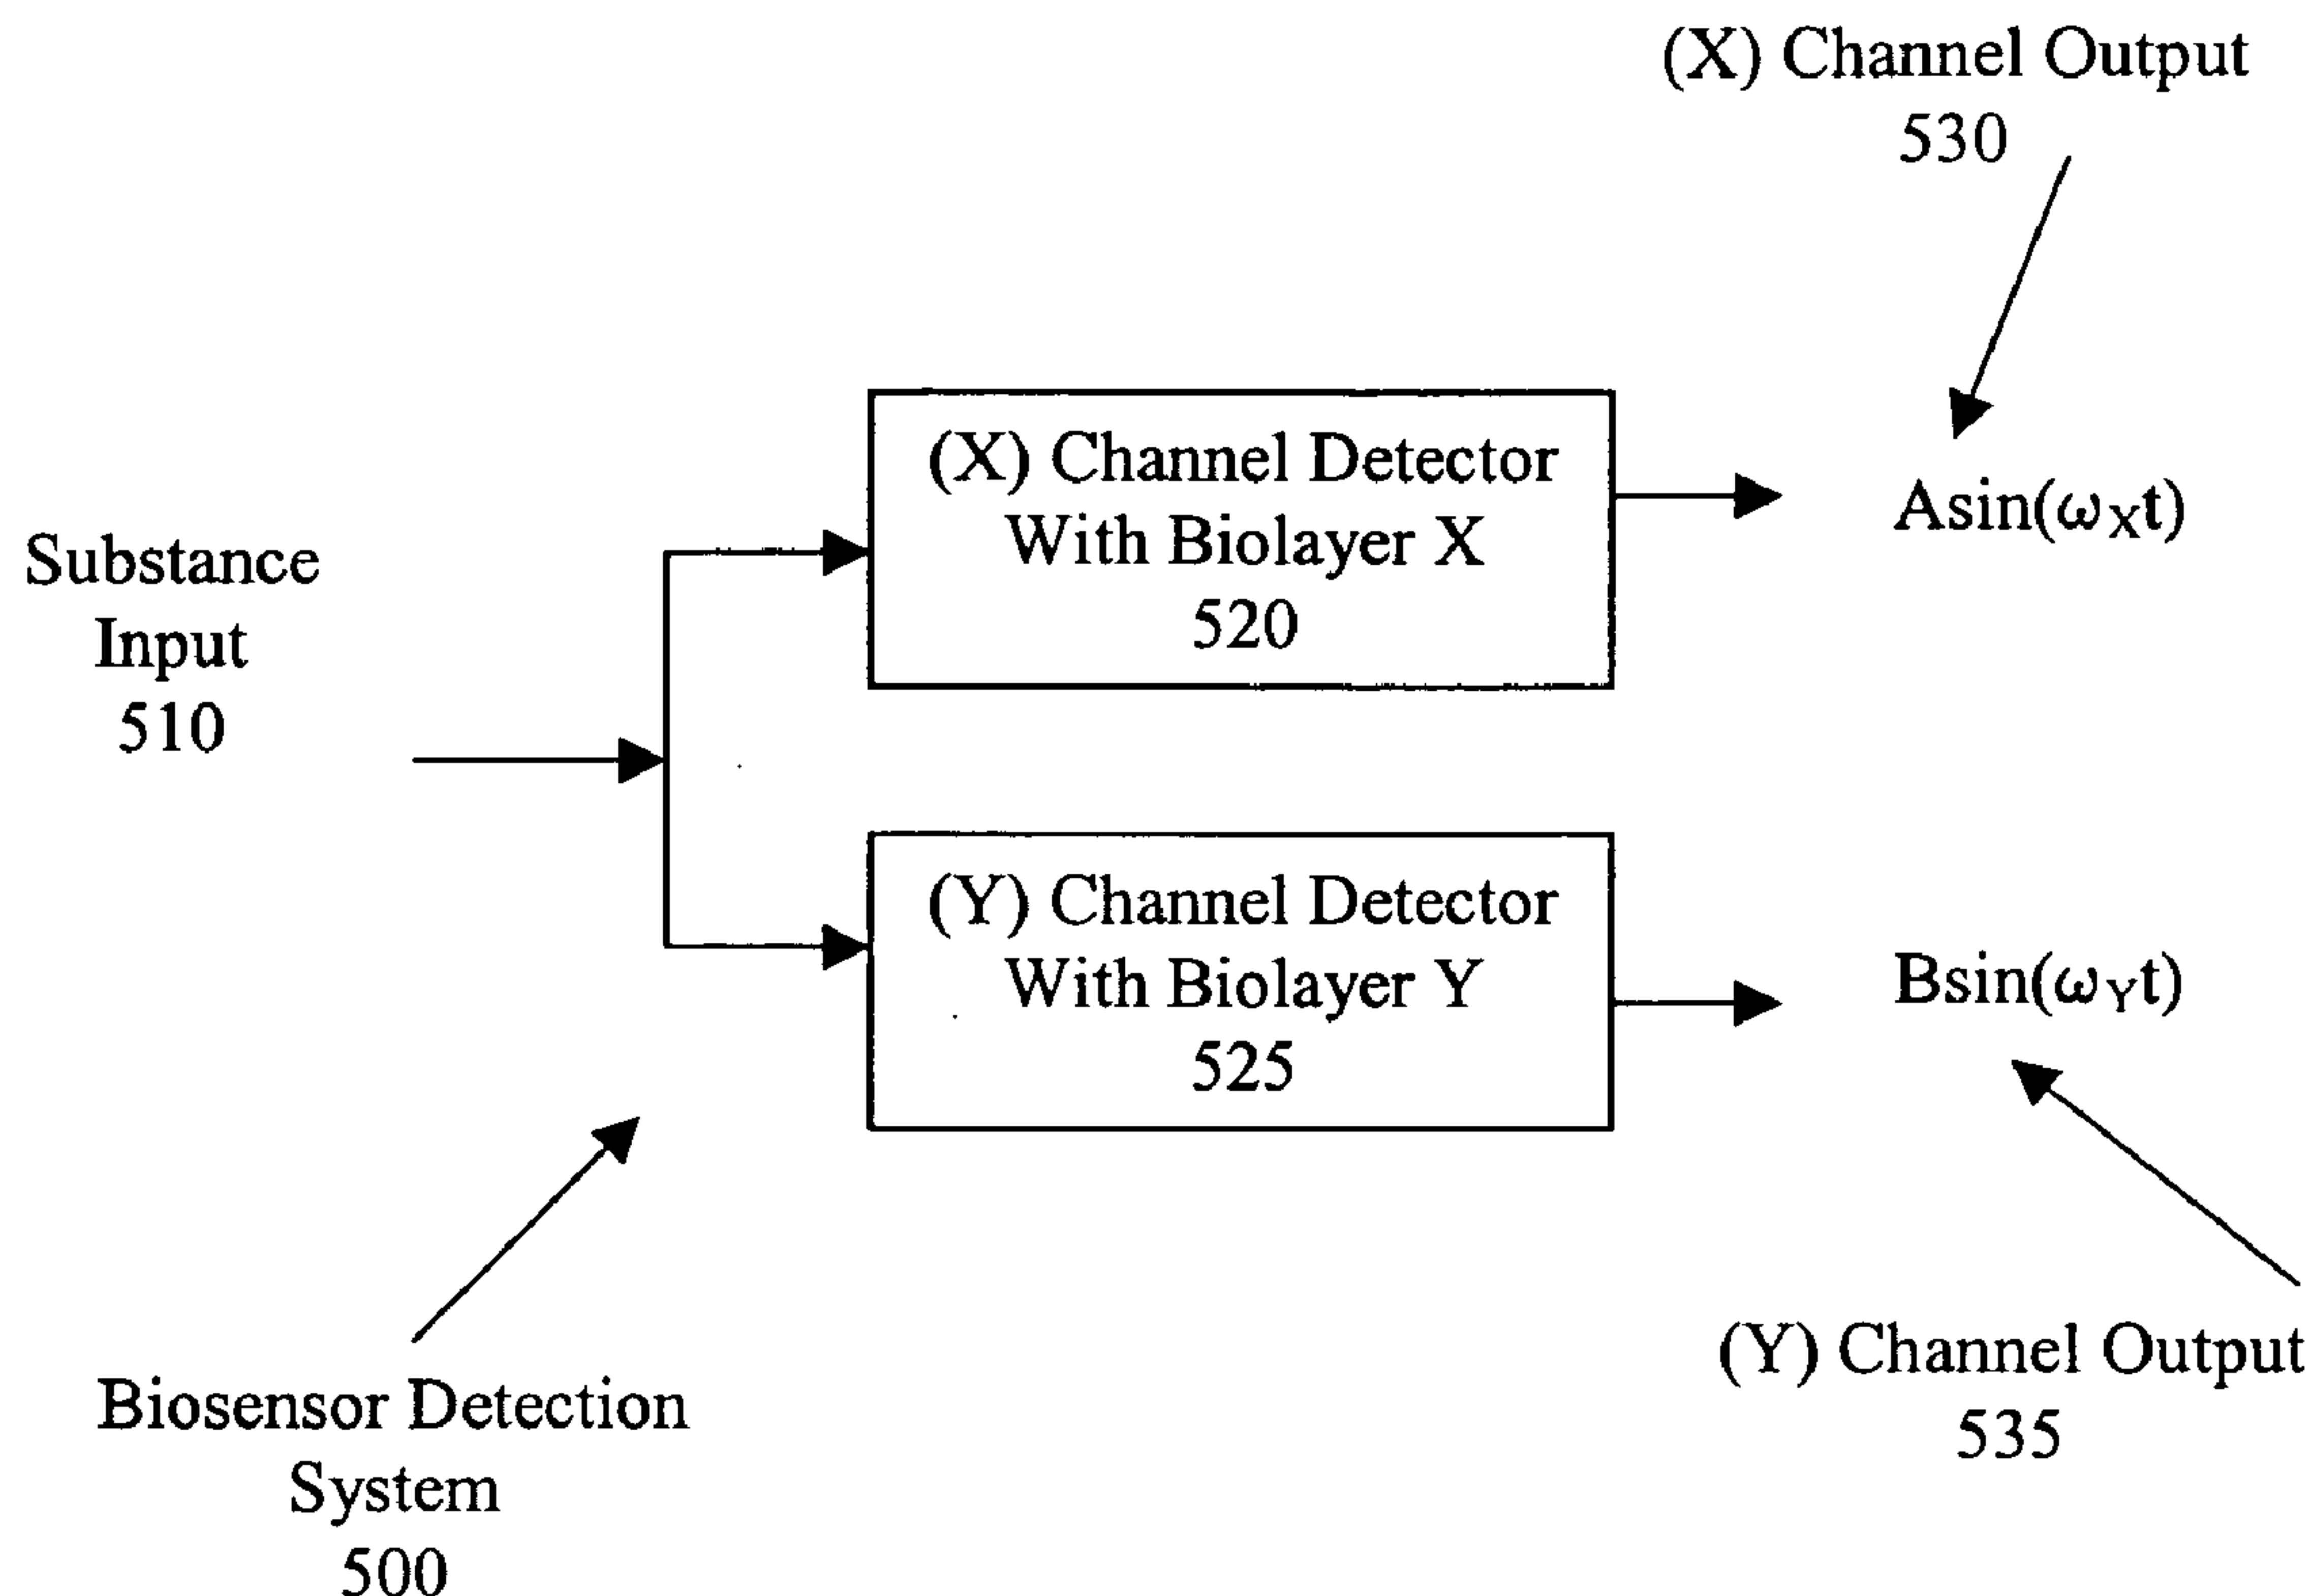 (X) Channel Output
530
(X) Channel Detector
With Biolayer X
520
Asin(ωXt)
Substance
Input
510
(Y) Channel Detector
With Biolayer Y
525
Bsin(ωYt)
(Y) Channel Output
535
Biosensor Detection
System
500